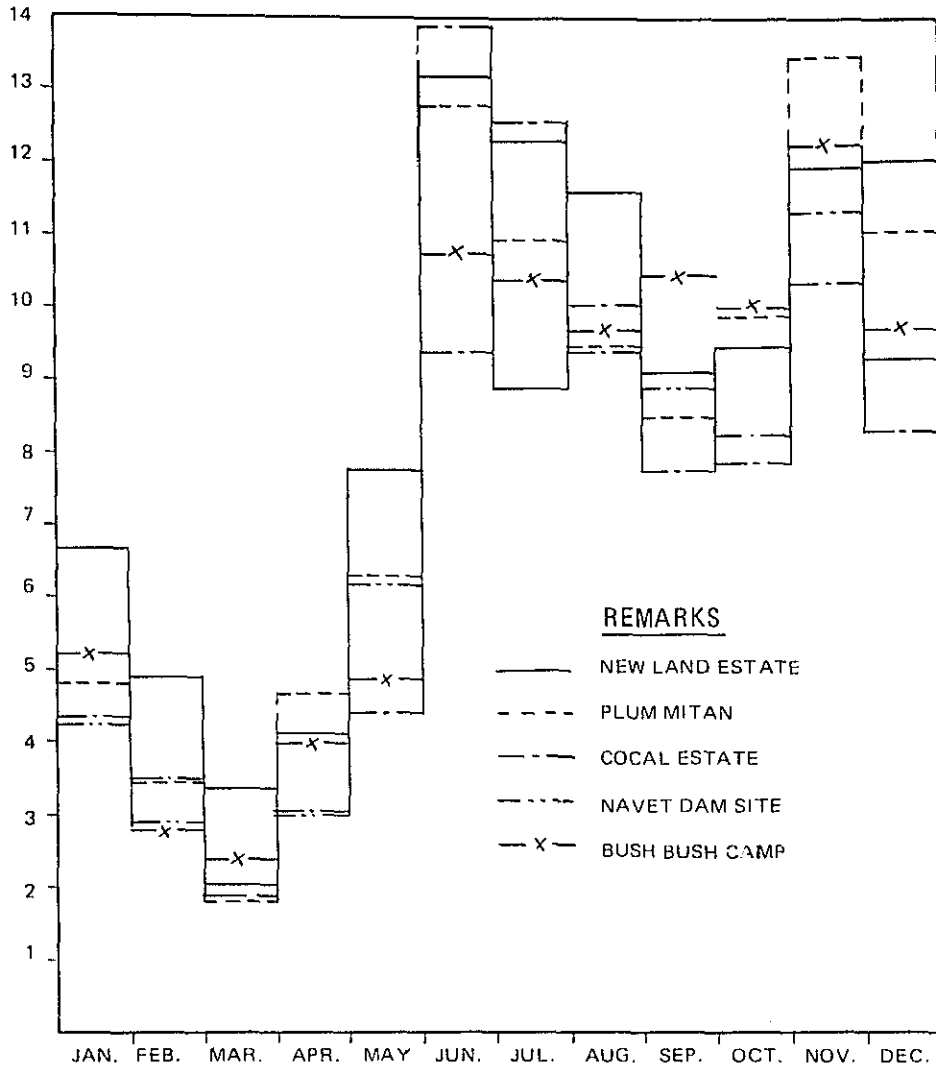 14
13
12
11
10
9
8
7
6
5
4
3
2
1
REMARKS
NEW LAND ESTATE
PLUM MITAN
COCAL ESTATE
NAVET DAM SITE
BUSH BUSH CAMP
JAN. FEB. MAR. APR. MAY JUN. JUL. AUG. SEP. OCT. NOV. DEC.